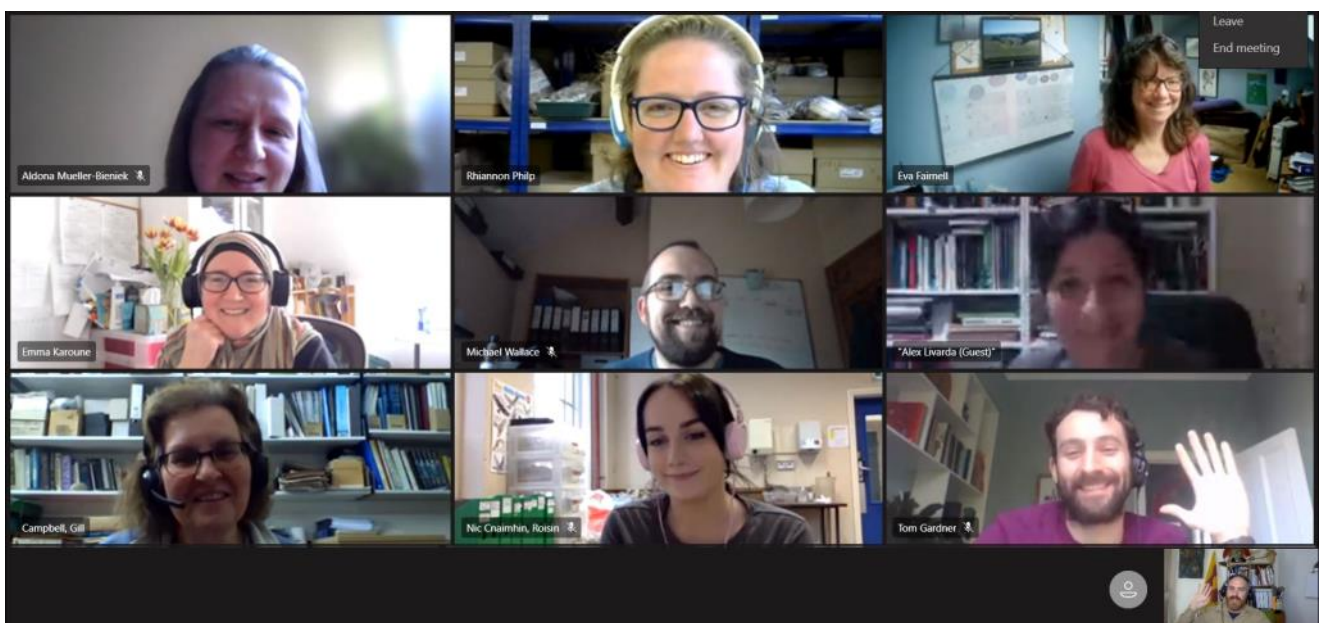 Leave
End meeting
Aldona Mueller-Bieniek
Rhiannon Philp
Eva Fairnell
Emma Karoune
Michael Wallace
"Alex Livarda (Guest)"
Campbell, Gill
Nic Cnaimhin, Roisin
Tom Gardner